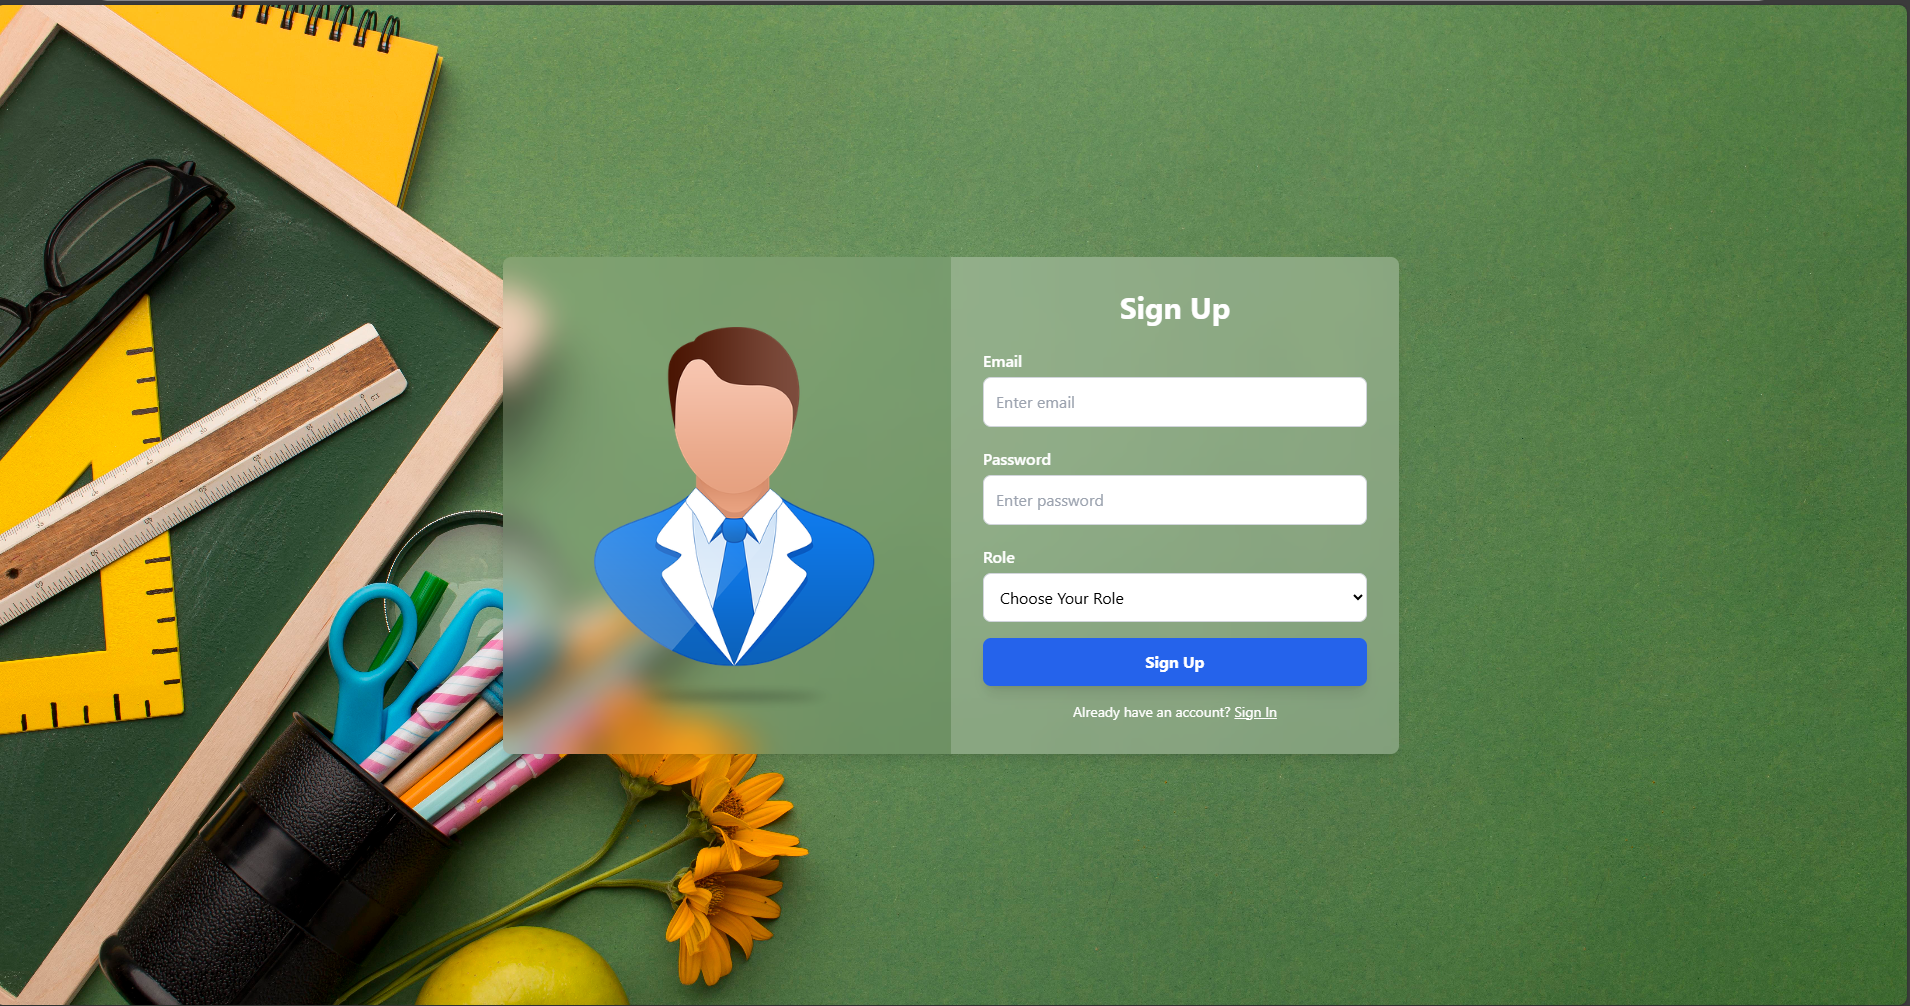 Sign Up
Email
Enter email
Password
Enter password
Role
Choose Your Role
Sign Up
Already have an account? Sign In